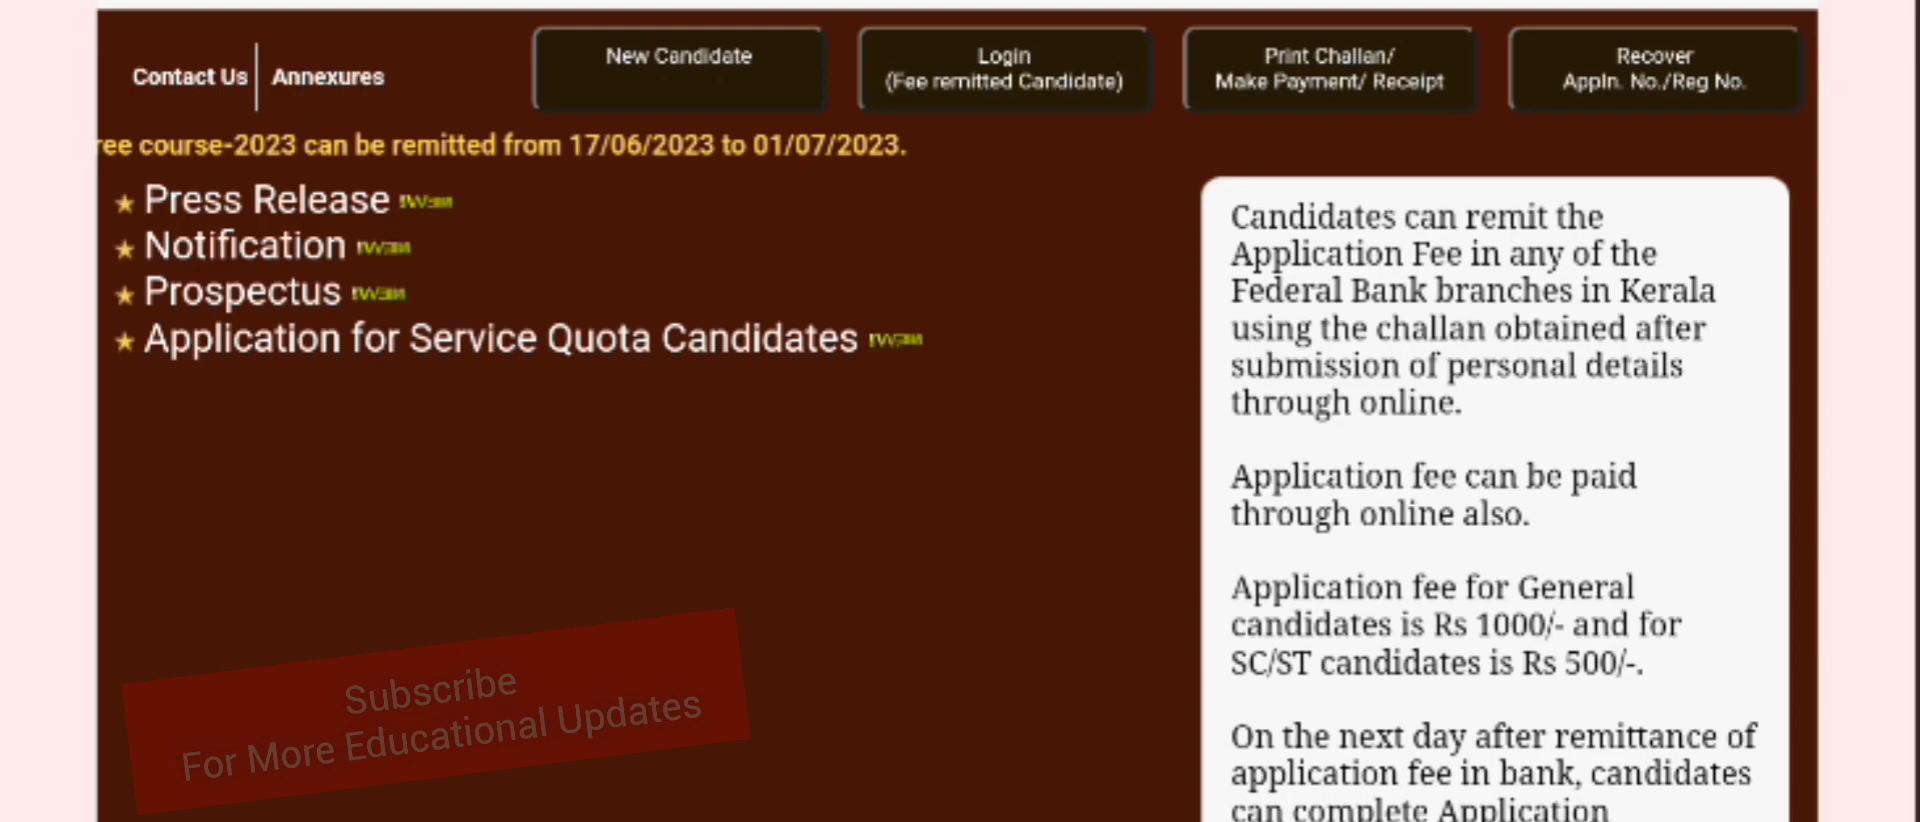 Contact Us
Annexures
New Candidate
Login
(Fee remitted Candidate)
Print Challan/
Make Payment/ Receipt
Recover
Appln. No./Reg No.
ree course-2023 can be remitted from 17/06/2023 to 01/07/2023.
Press Release
Notification
Prospectus
Application for Service Quota Candidates
Candidates can remit the
Application Fee in any of the
Federal Bank branches in Kerala
using the challan obtained after
submission of personal details
through online.
Application fee can be paid
through online also.
Application fee for General
candidates is Rs 1000/- and for
SC/ST candidates is Rs 500/-.
On the next day after remittance of
application fee in bank, candidates
can complete Application
Subscribe
For More Educational Updates